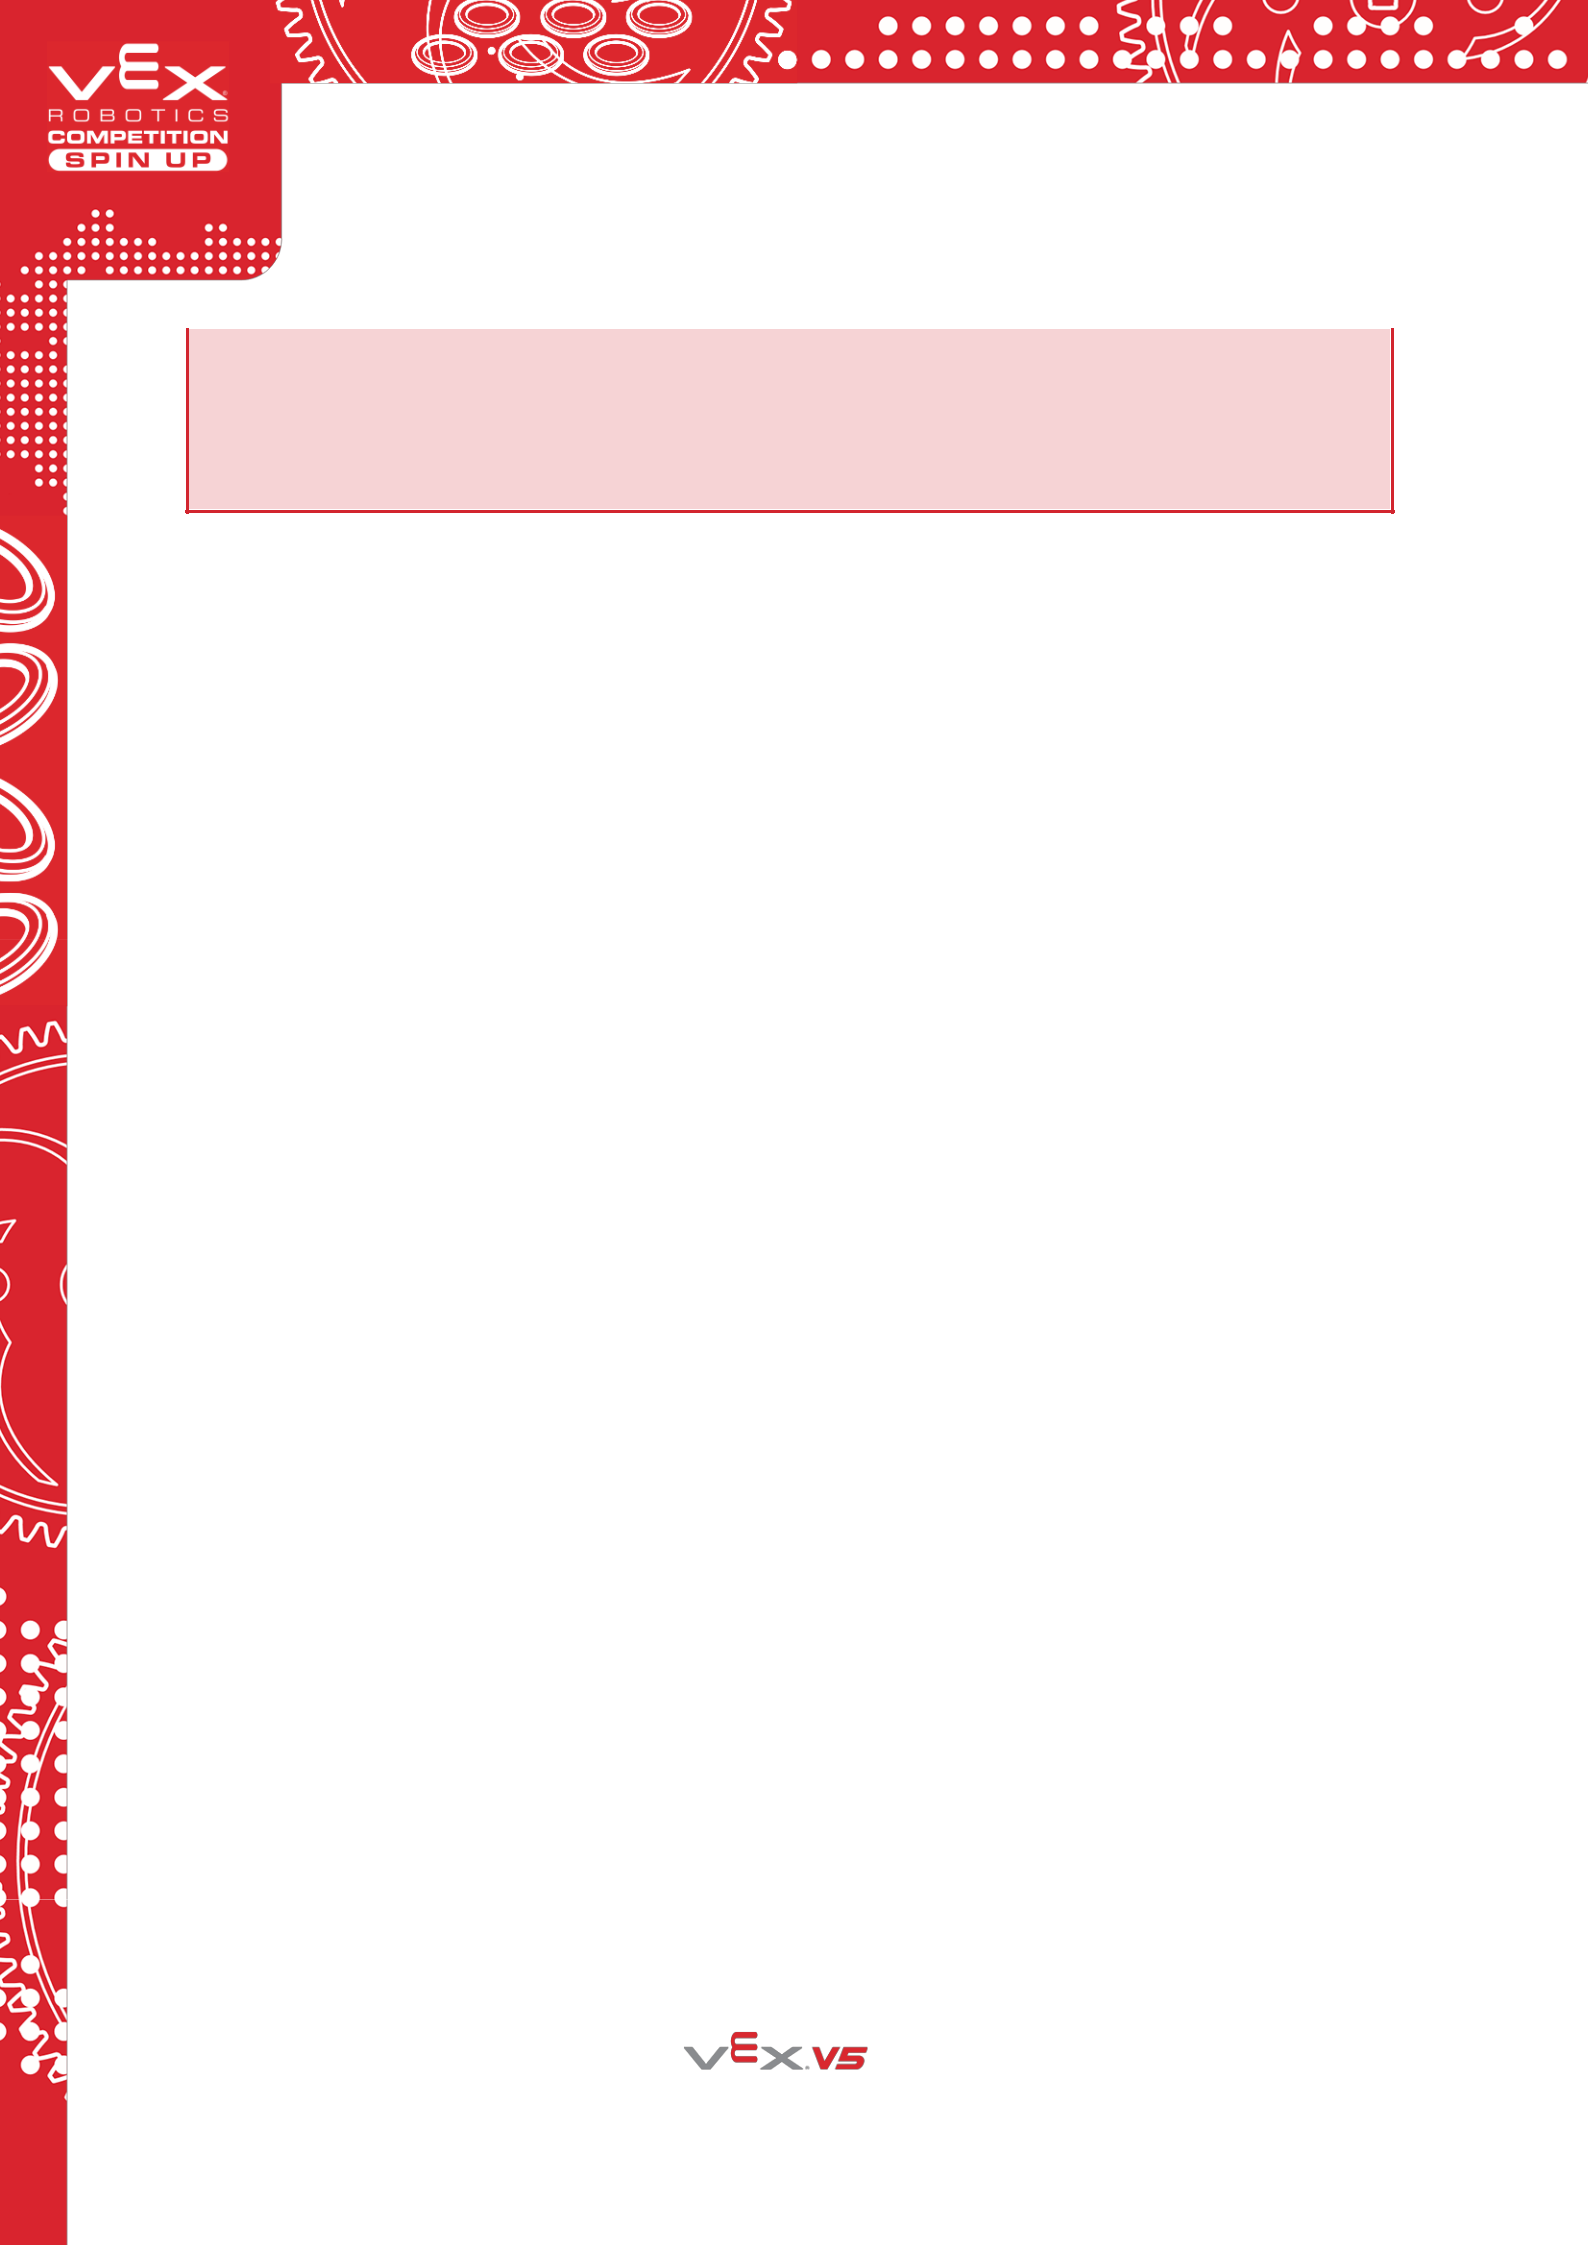 VEX
ROBOTICS
COMPETITION
SPIN UP
VEX V5